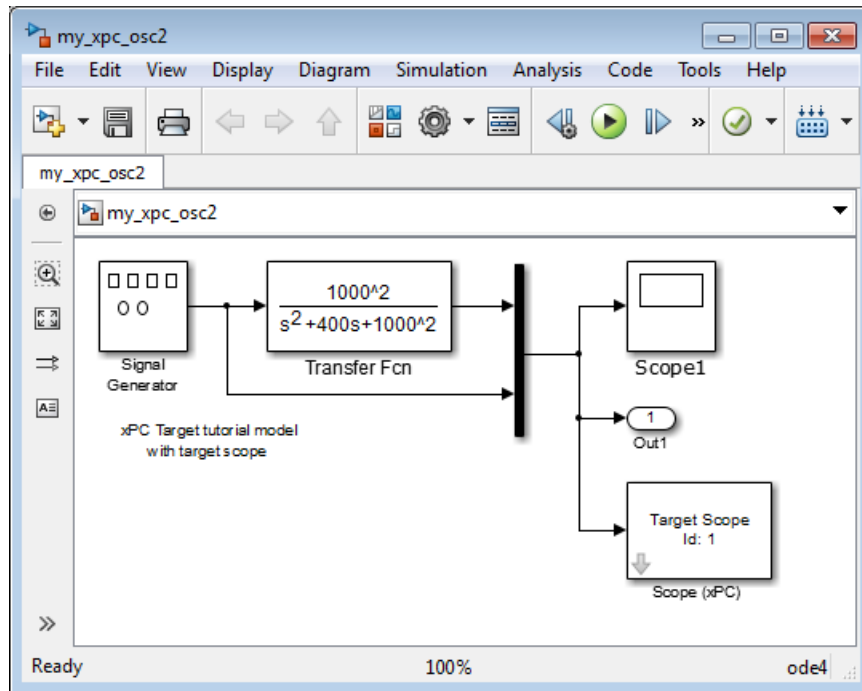 my_xpc_osc2
File Edit View Display Diagram Simulation Analysis Code Tools Help
my_xpc_osc2
my_xpc_osc2
1000^2
s^2+400s+1000^2
Signal
Generator
Transfer Fcn
Scope1
xPC Target tutorial model
with target scope
1
Out1
Target Scope
Id: 1
Scope (xPC)
Ready 100% ode4